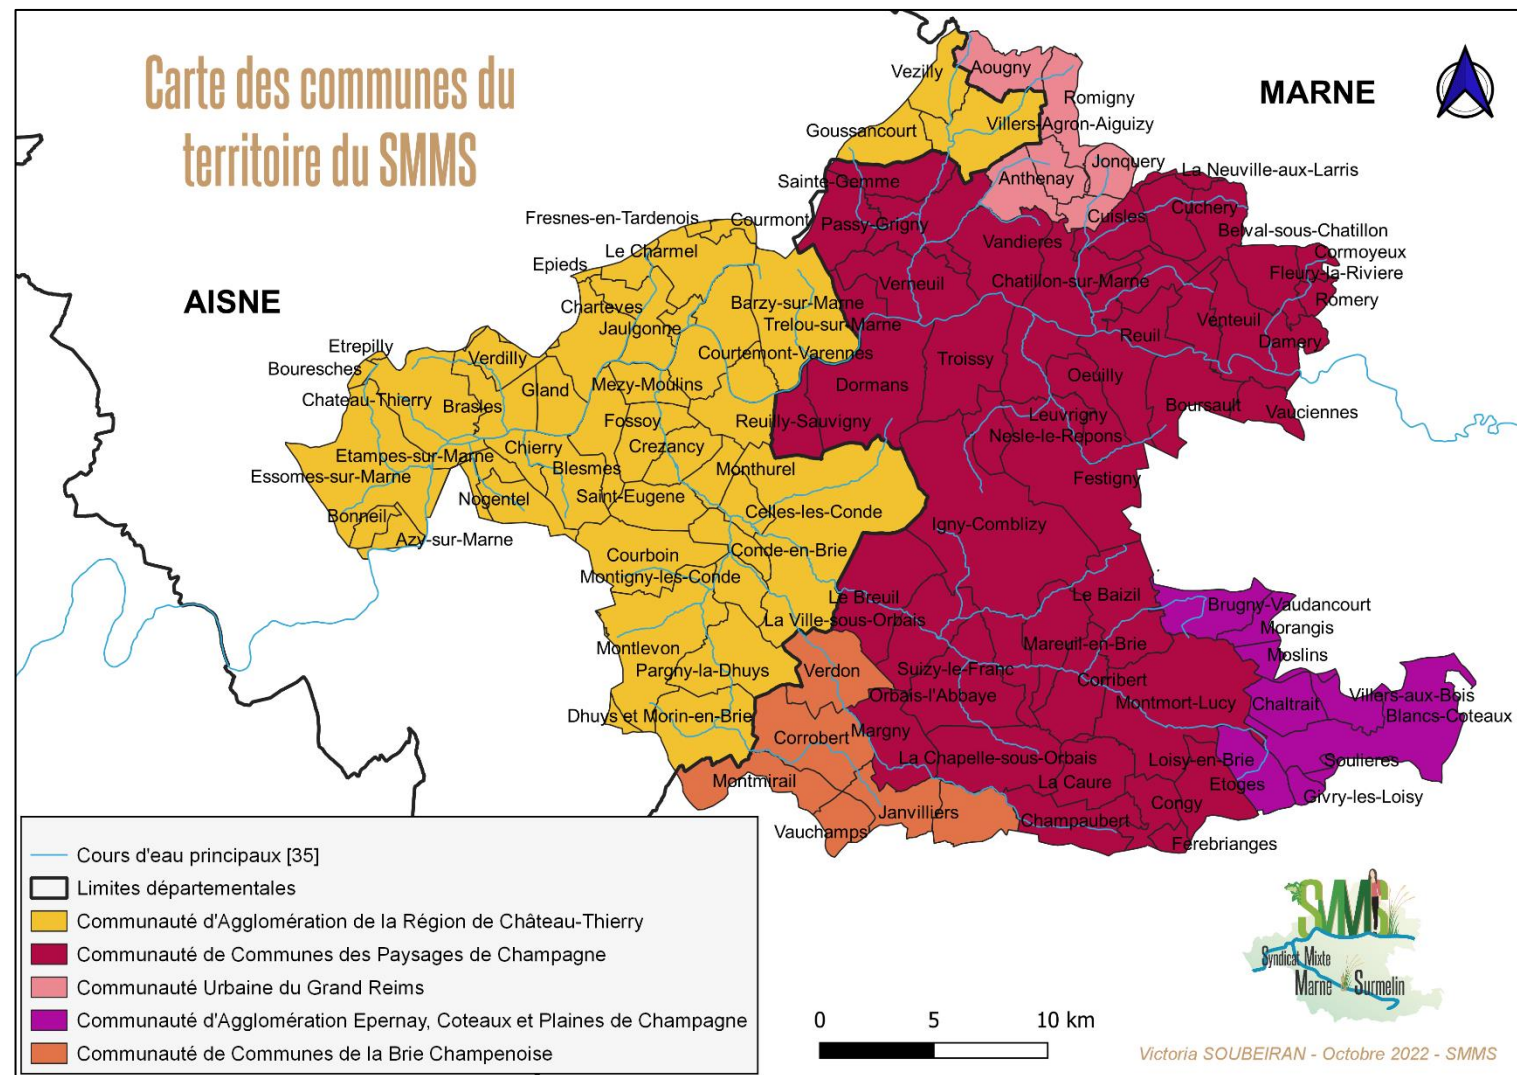 Carte des communes du
territoire du SMMS
MARNE
AISNE
Vezilly
Aougny
Romigny
Goussancourt
Villers-Agron-Aiguizy
Jonquery
La Neuville-aux-Larris
Sainte-Gemme
Anthenay
Cuchery
Cuisles
Fresnes-en-Tardenois
Courmont
Passy-Grigny
Belval-sous-Chatillon
Vandieres
Le Charmel
Cormoyeux
Epieds
Fleury-la-Riviere
Verneuil
Chatillon-sur-Marne
Romery
Charteves
Barzy-sur-Marne
Jaulgonne
Trelou-sur-Marne
Venteuil
Reuil
Damery
Etrepilly
Verdilly
Courtemont-Varennes
Troissy
Bouresches
Gland
Mezy-Moulins
Dormans
Oeuilly
Chateau-Thierry
Brasles
Boursault
Vauciennes
Fossoy
Reuilly-Sauvigny
Leuvrigny
Nesle-le-Repons
Chierry
Crezancy
Etampes-sur-Marne
Blesmes
Monthurel
Essomes-sur-Marne
Festigny
Nogentel
Saint-Eugene
Celles-les-Conde
Bonneil
Igny-Comblizy
Azy-sur-Marne
Courboin
Conde-en-Brie
Montigny-les-Conde
Le Breuil
Le Baizil
Brugny-Vaudancourt
La Ville-sous-Orbais
Morangis
Montlevon
Mareuil-en-Brie
Moslins
Pargny-la-Dhuys
Verdon
Suizy-le-Franc
Corribert
Orbais-l'Abbaye
Montmort-Lucy
Chaltrait
Villers-aux-Bois
Dhuys et Morin-en-Brie
Blancs-Coteaux
Corrobert
Margny
La Chapelle-sous-Orbais
Loisy-en-Brie
Soulieres
Montmirail
La Caure
Etoges
Givry-les-Loisy
Congy
Janvilliers
Champaubert
Vauchamps
Ferebrianges
Cours d'eau principaux [35]
Limites départementales
Communauté d'Agglomération de la Région de Château-Thierry
Communauté de Communes des Paysages de Champagne
Communauté Urbaine du Grand Reims
Communauté d'Agglomération Epernay, Coteaux et Plaines de Champagne
Communauté de Communes de la Brie Champenoise
0 5 10 km
SMMS
Syndicat Mixte
Marne Surmelin
Victoria SOUBEIRAN - Octobre 2022 - SMMS